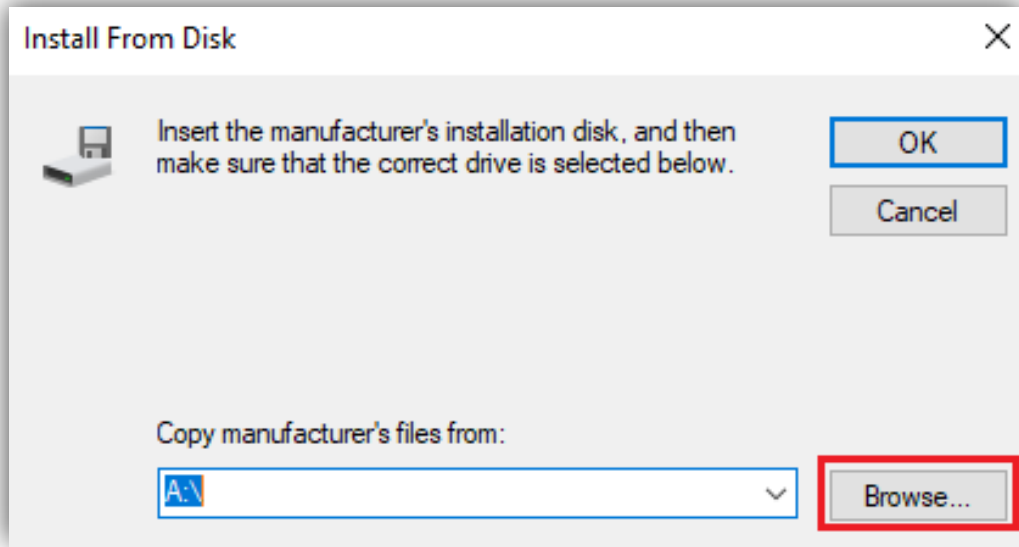 Install From Disk
Insert the manufacturer's installation disk, and then
make sure that the correct drive is selected below.
OK
Cancel
Copy manufacturer's files from:
A:\
Browse...